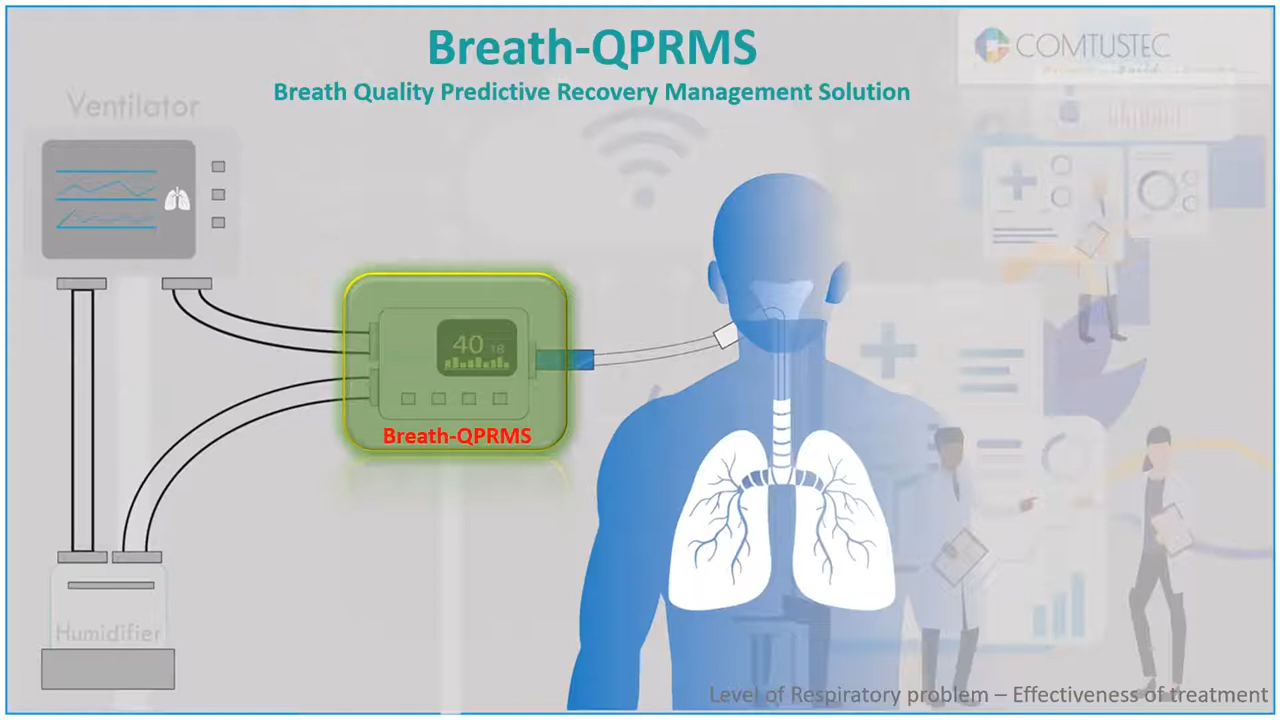 Breath-QPRMS
Breath Quality Predictive Recovery Management Solution
COMTUSTEC
Ventilator
40 18
Breath-QPRMS
Humidifier
Level of Respiratory problem – Effectiveness of treatment